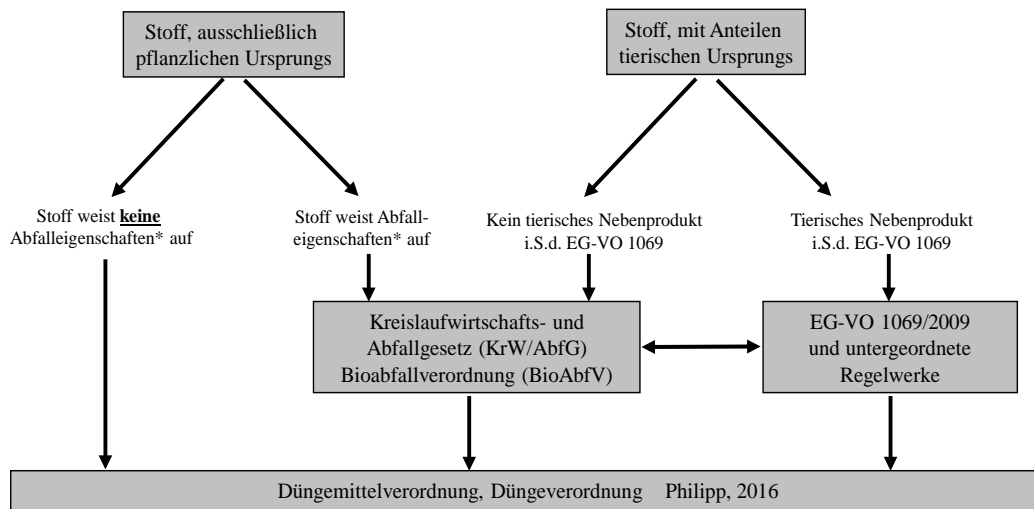 Stoff, ausschließlich
pflanzlichen Ursprungs
Stoff, mit Anteilen
tierischen Ursprungs
Stoff weist keine
Abfalleigenschaften* auf
Stoff weist Abfall-
eigenschaften* auf
Kein tierisches Nebenprodukt
i.S.d. EG-VO 1069
Tierisches Nebenprodukt
i.S.d. EG-VO 1069
Kreislaufwirtschafts- und
Abfallgesetz (KrW/AbfG)
Bioabfallverordnung (BioAbfV)
EG-VO 1069/2009
und untergeordnete
Regelwerke
Düngemittelverordnung, Düngeverordnung Philipp, 2016